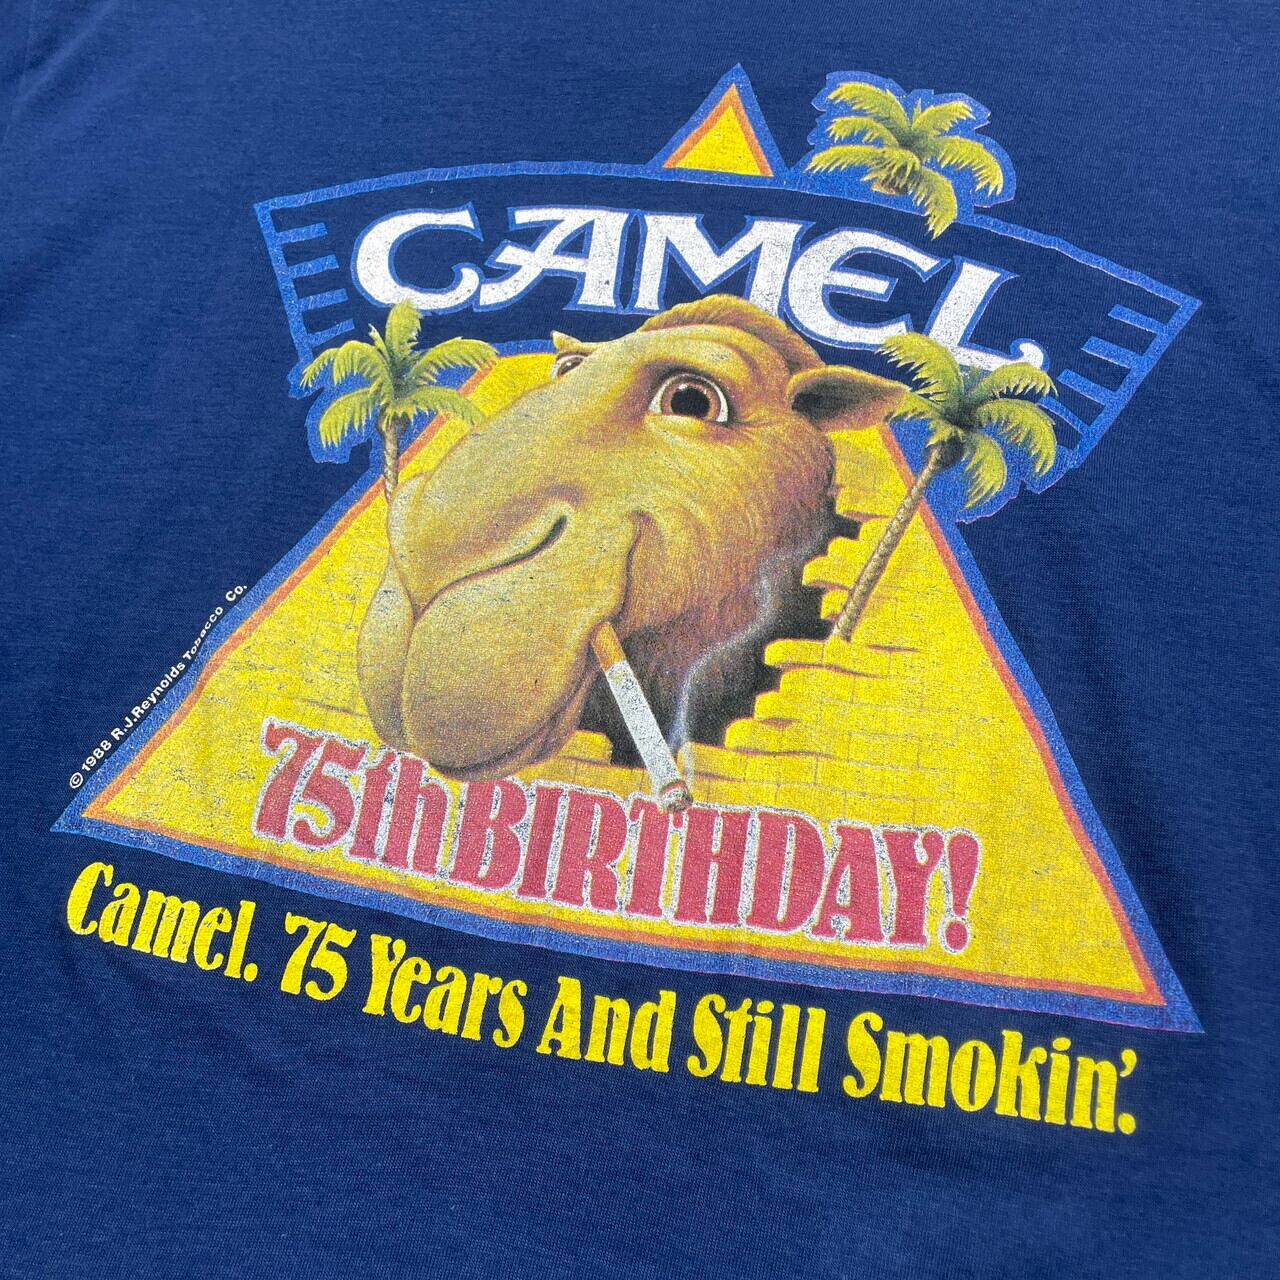 CAMEL
© 1988 R.J.Reynolds Tobacco Co.
75th BIRTHDAY!
Camel. 75 Years And Still Smokin'.